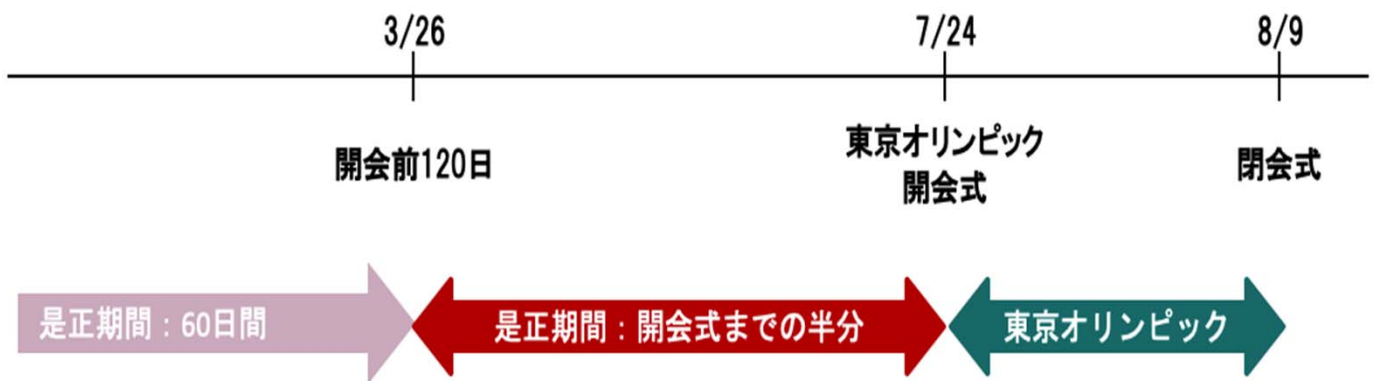 3/26
7/24
8/9
開会前120日
東京オリンピック
開会式
閉会式
是正期間：60日間
是正期間：開会式までの半分
東京オリンピック